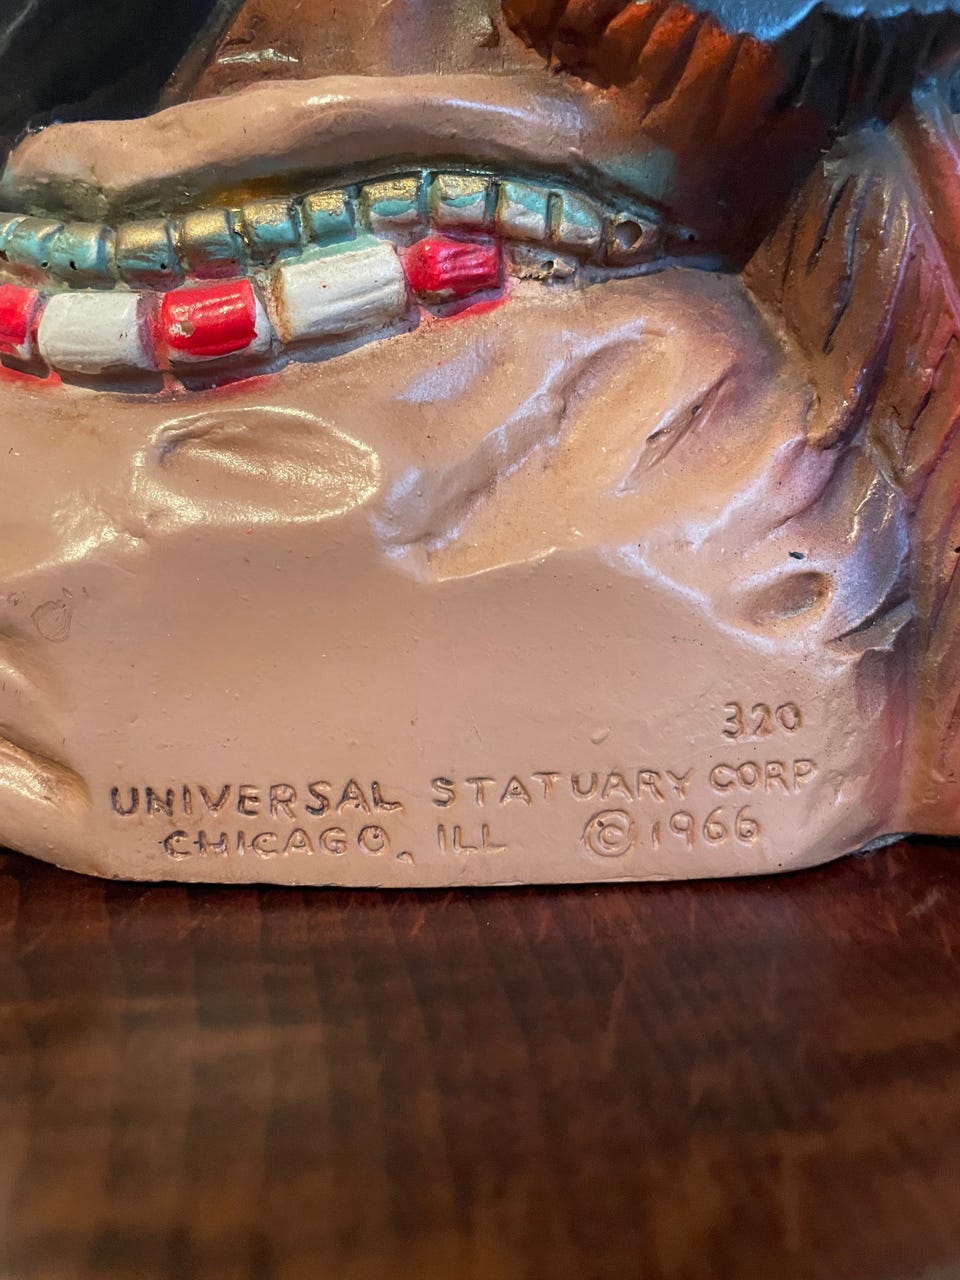 320
UNIVERSAL STATUARY CORP
CHICAGO, ILL © 1966